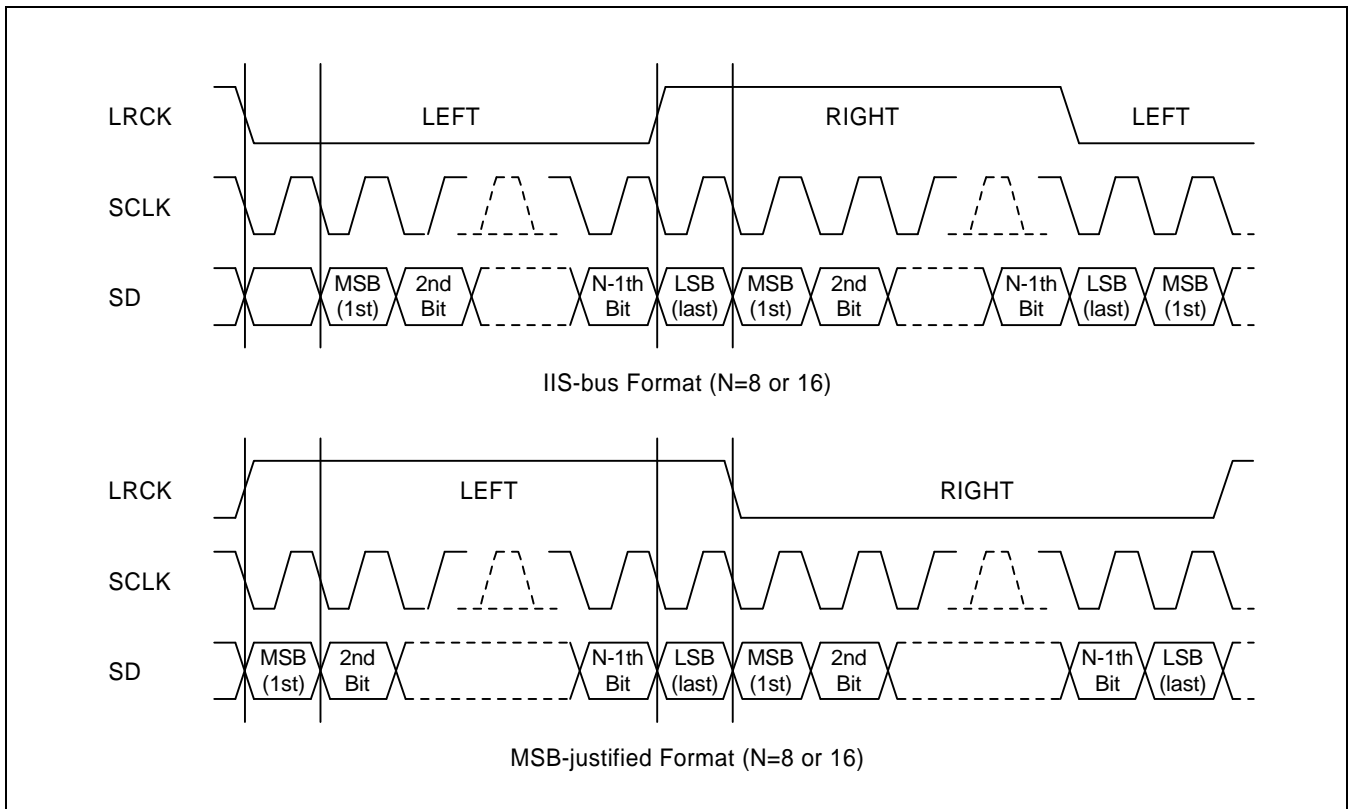 LRCK LEFT RIGHT LEFT
SCLK
SD MSB (1st) 2nd Bit N-1th Bit LSB (last) MSB (1st) 2nd Bit N-1th Bit LSB (last) MSB (1st)
IIS-bus Format (N=8 or 16)
LRCK LEFT RIGHT
SCLK
SD MSB (1st) 2nd Bit N-1th Bit LSB (last) MSB (1st) 2nd Bit N-1th Bit LSB (last)
MSB-justified Format (N=8 or 16)